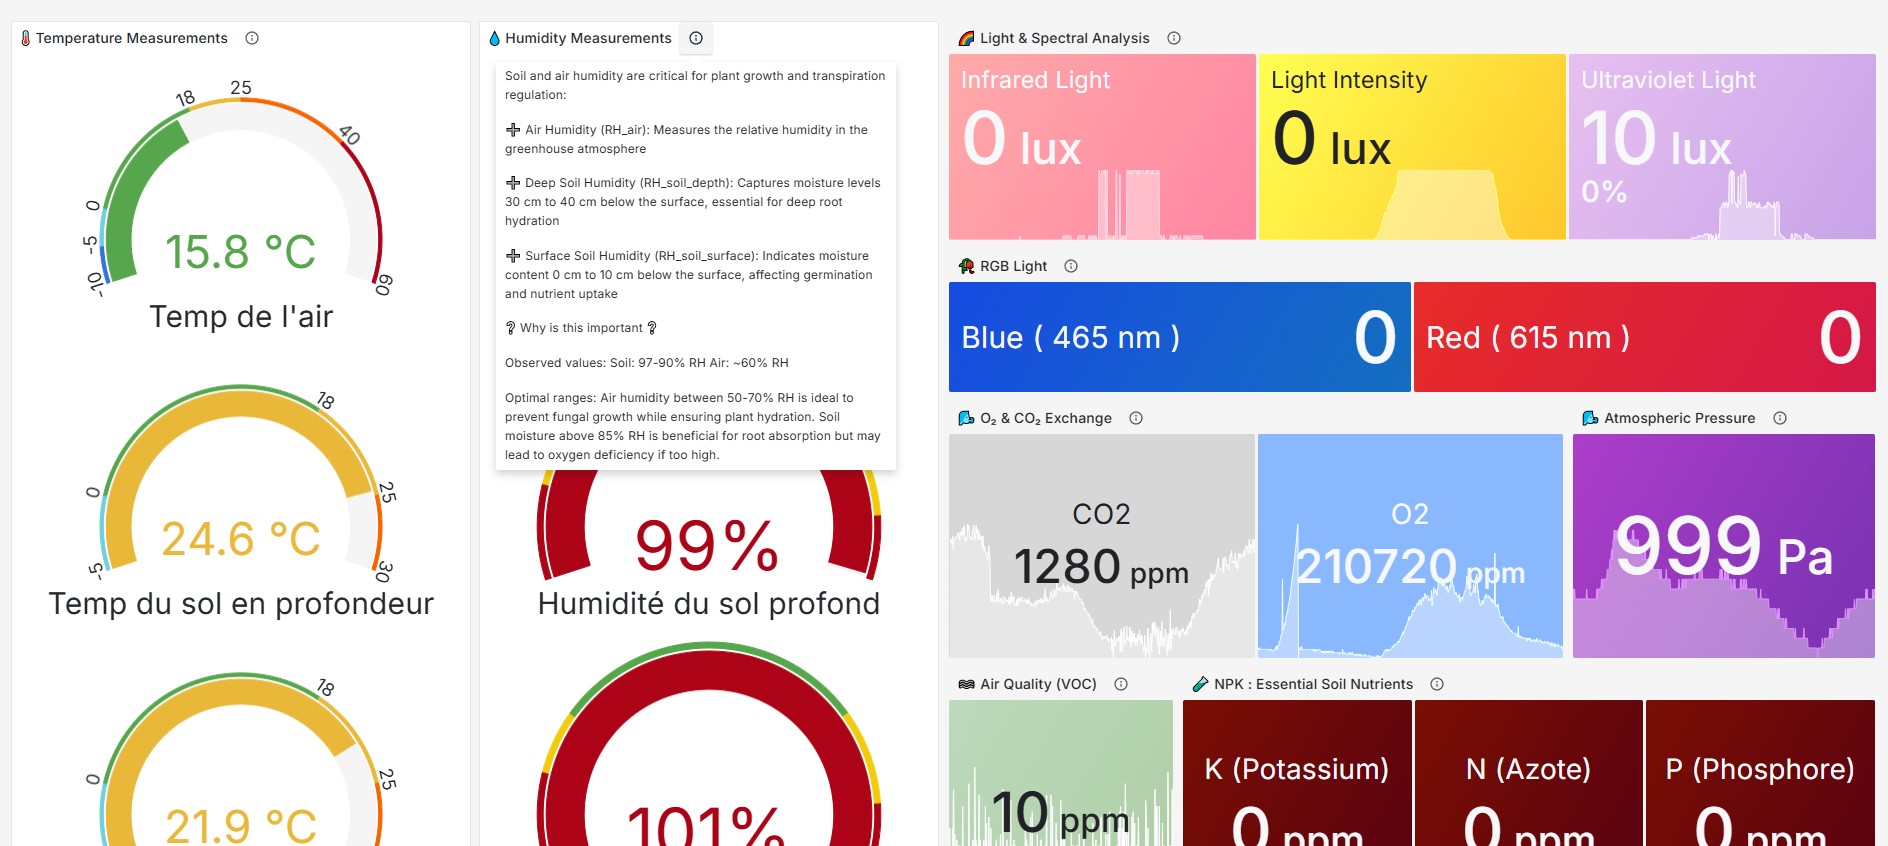 Temperature Measurements
-10
-5
0
18
25
40
60
15.8 °C
Temp de l'air
-5
0
18
25
30
24.6 °C
Temp du sol en profondeur
0
18
25
21.9 °C
Humidity Measurements
Soil and air humidity are critical for plant growth and transpiration
regulation:
Air Humidity (RH_air): Measures the relative humidity in the
greenhouse atmosphere
Deep Soil Humidity (RH_soil_depth): Captures moisture levels
30 cm to 40 cm below the surface, essential for deep root
hydration
Surface Soil Humidity (RH_soil_surface): Indicates moisture
content 0 cm to 10 cm below the surface, affecting germination
and nutrient uptake
❔ Why is this important ❔
Observed values: Soil: 97-90% RH Air: ~60% RH
Optimal ranges: Air humidity between 50-70% RH is ideal to
prevent fungal growth while ensuring plant hydration. Soil
moisture above 85% RH is beneficial for root absorption but may
lead to oxygen deficiency if too high.
99%
Humidité du sol profond
101%
Light & Spectral Analysis
Infrared Light
0 lux
Light Intensity
0 lux
Ultraviolet Light
10 lux
0%
RGB Light
Blue ( 465 nm )
0
Red ( 615 nm )
0
O₂ & CO₂ Exchange
CO2
1280 ppm
O2
210720 ppm
Atmospheric Pressure
999 Pa
Air Quality (VOC)
10 ppm
NPK : Essential Soil Nutrients
K (Potassium)
0 ppm
N (Azote)
0 ppm
P (Phosphore)
0 ppm